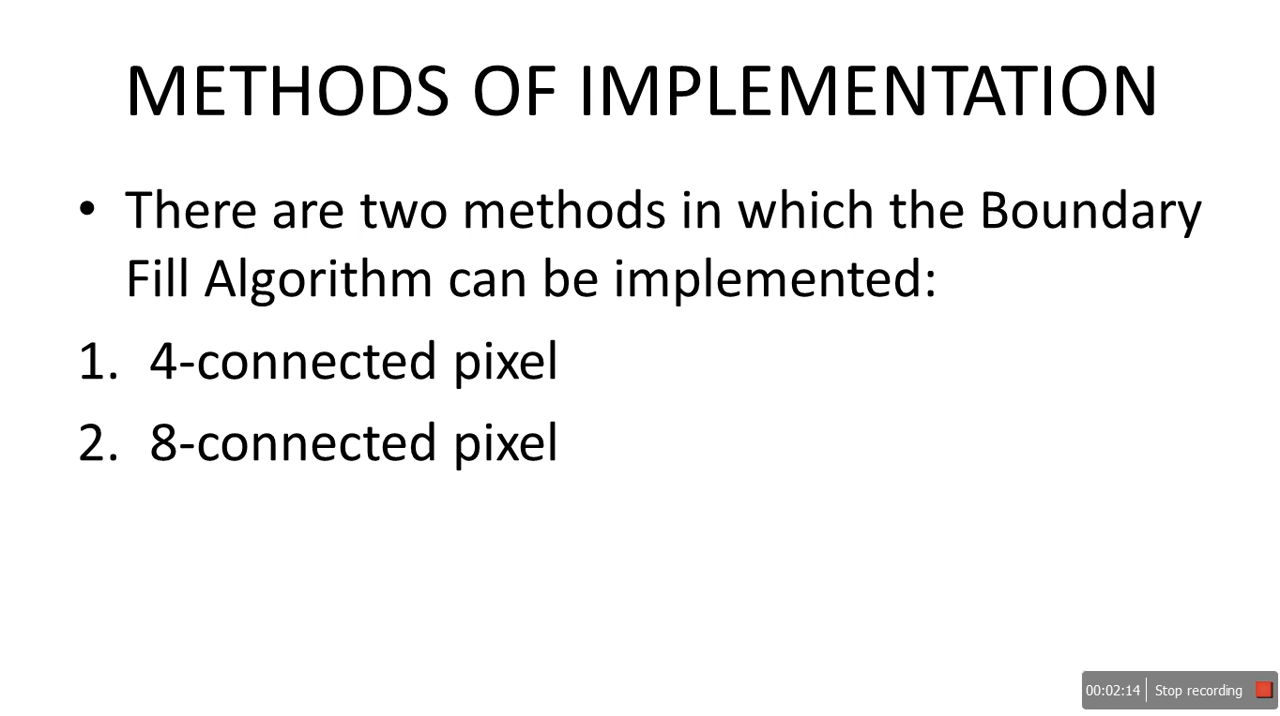 METHODS OF IMPLEMENTATION
• There are two methods in which the Boundary
Fill Algorithm can be implemented:
1. 4-connected pixel
2. 8-connected pixel
00:02:14 Stop recording